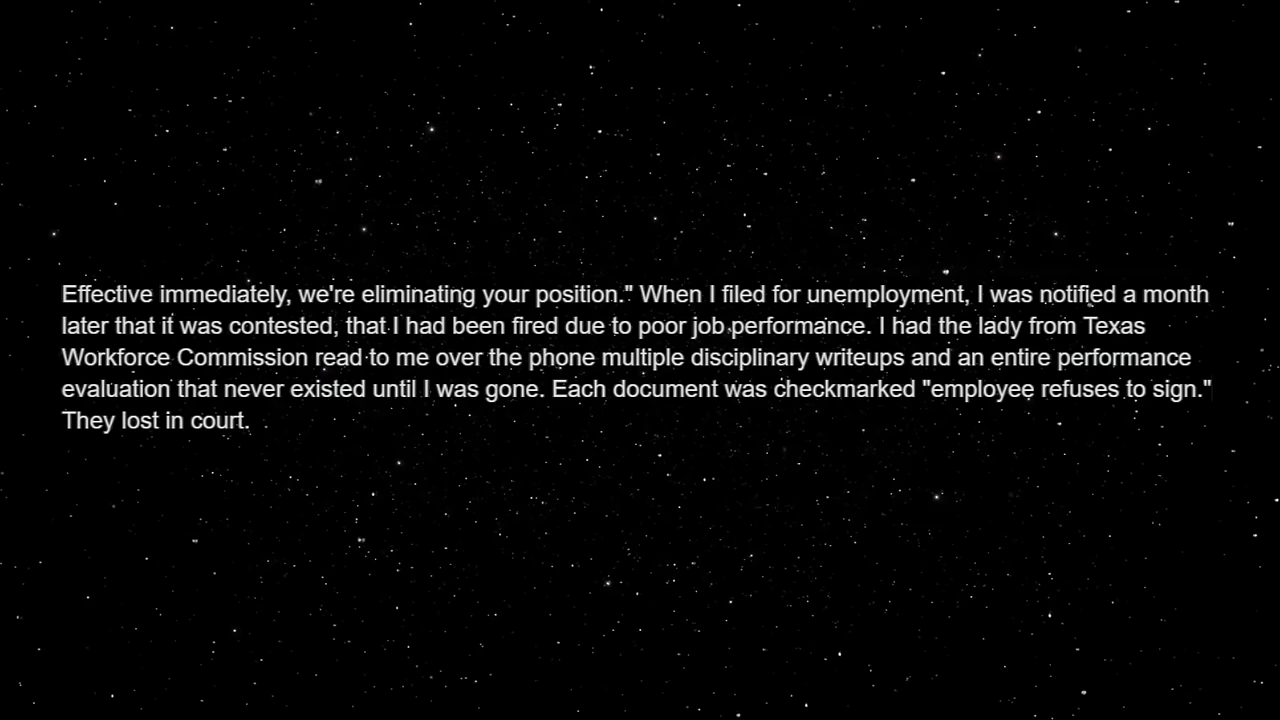 Effective immediately, we're eliminating your position." When I filed for unemployment, I was notified a month
later that it was contested, that I had been fired due to poor job performance. I had the lady from Texas
Workforce Commission read to me over the phone multiple disciplinary writeups and an entire performance
evaluation that never existed until I was gone. Each document was checkmarked "employee refuses to sign."
They lost in court.